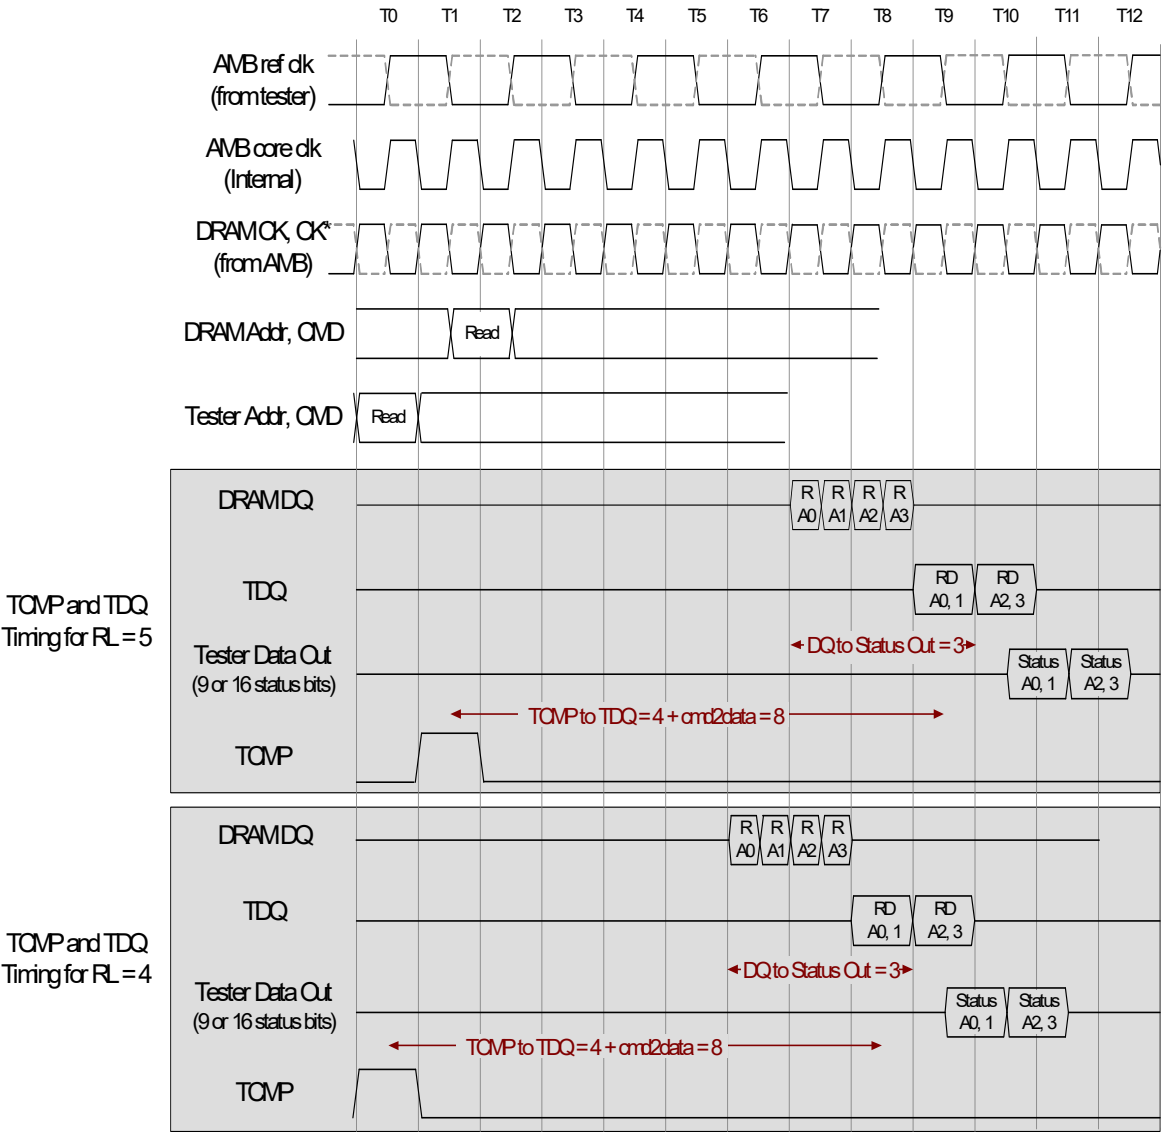 T0 T1 T2 T3 T4 T5 T6 T7 T8 T9 T10 T11 T12
AMB ref clk
(from tester)
AMB core clk
(Internal)
DRAM CK, CK*
(from AMB)
DRAM Addr, CMD
Read
Tester Addr, CMD
Read
TCMP and TDQ
Timing for RL = 5
DRAM DQ
R A0
R A1
R A2
R A3
TDQ
RD A0, 1
RD A2, 3
DQ to Status Out = 3
Tester Data Out
(9 or 16 status bits)
Status A0, 1
Status A2, 3
TCMP to TDQ = 4 + cmd2data = 8
TCMP
TCMP and TDQ
Timing for RL = 4
DRAM DQ
R A0
R A1
R A2
R A3
TDQ
RD A0, 1
RD A2, 3
DQ to Status Out = 3
Tester Data Out
(9 or 16 status bits)
Status A0, 1
Status A2, 3
TCMP to TDQ = 4 + cmd2data = 8
TCMP